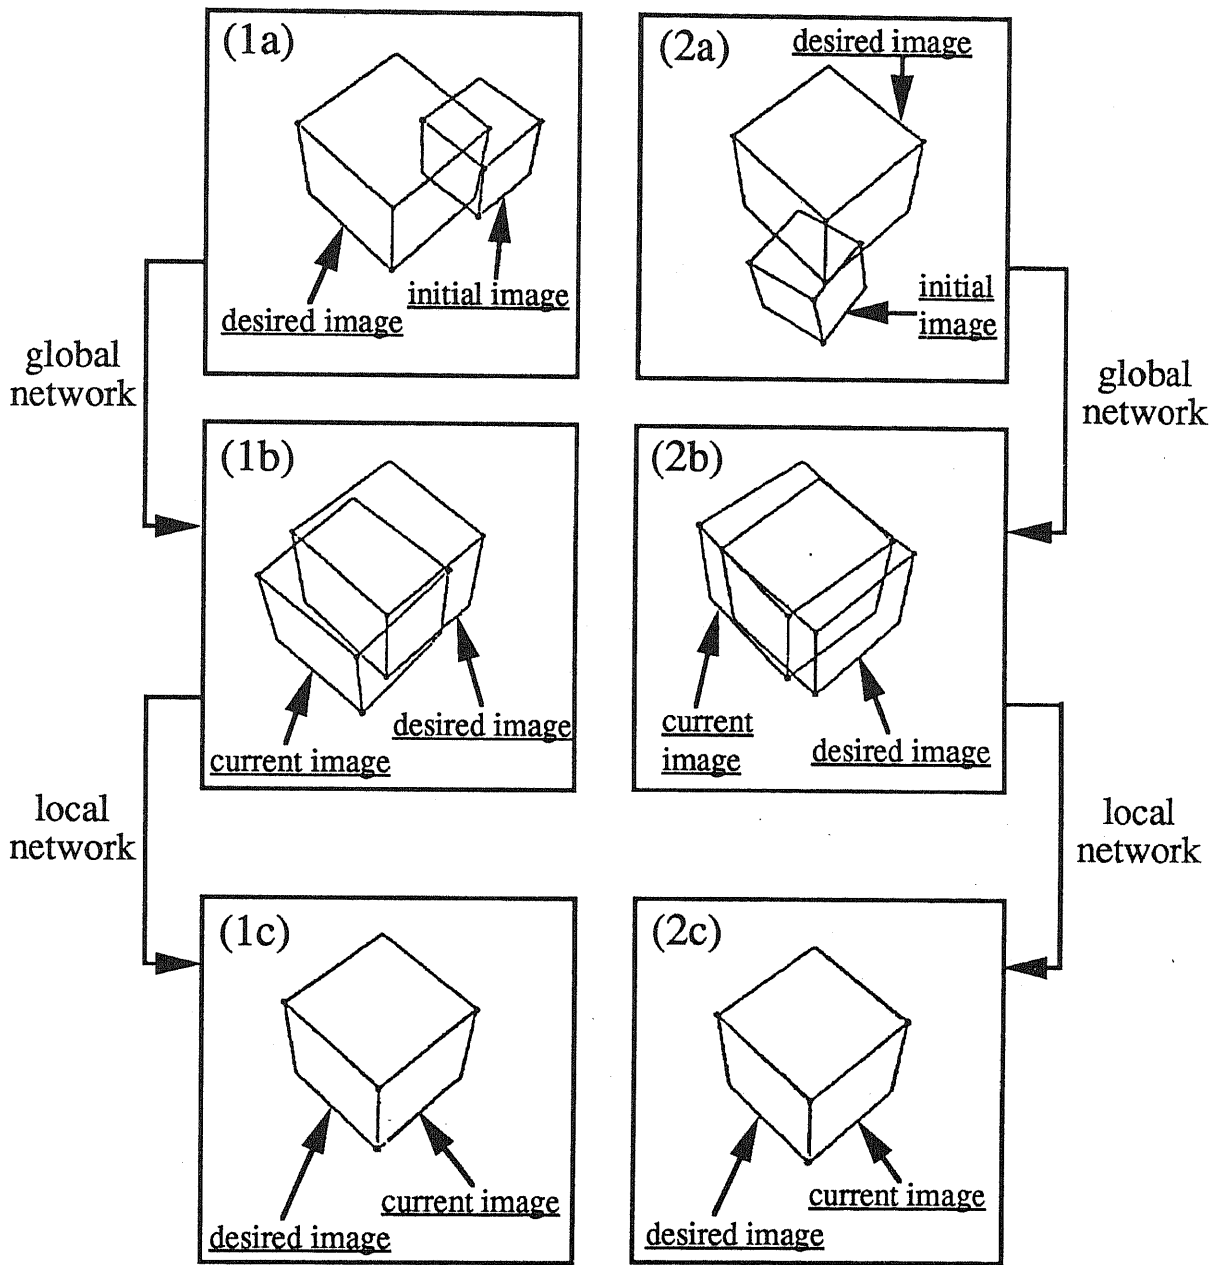 (1a)
desired image
initial image
(2a)
desired image
initial
image
global
network
global
network
(1b)
current image
desired image
(2b)
current
image
desired image
local
network
local
network
(1c)
desired image
current image
(2c)
desired image
current image